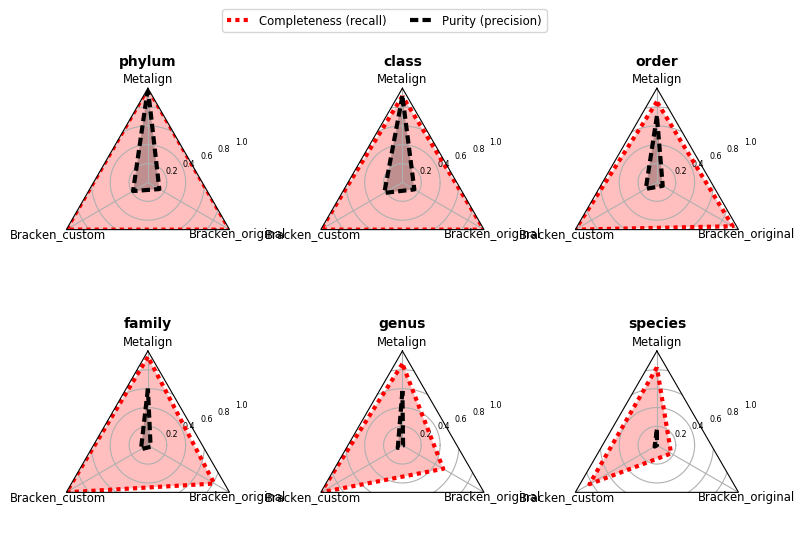 Completeness (recall)   Purity (precision)
phylum   class   order
Metalign   Metalign   Metalign
1.0   1.0   1.0
0.8   0.8   0.8
0.6   0.6   0.6
0.4   0.4   0.4
0.2   0.2   0.2
Bracken_custom   Bracken_original   Bracken_custom   Bracken_original   Bracken_custom   Bracken_original
family   genus   species
Metalign   Metalign   Metalign
1.0   1.0   1.0
0.8   0.8   0.8
0.6   0.6   0.6
0.4   0.4   0.4
0.2   0.2   0.2
Bracken_custom   Bracken_original   Bracken_custom   Bracken_original   Bracken_custom   Bracken_original